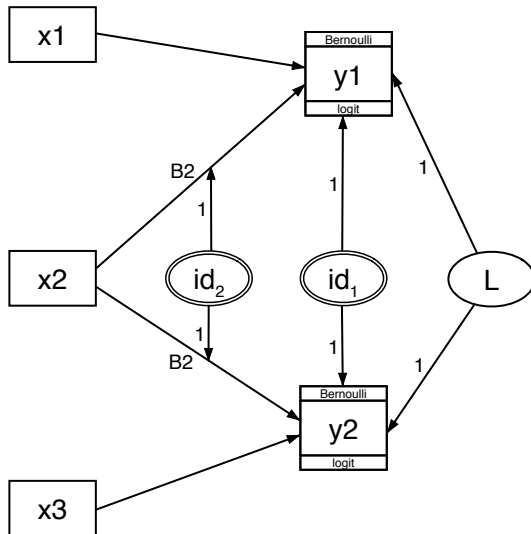 x1
Bernoulli
y1
logit
B2
1
1
1
x2
id₂
id₁
L
1
1
1
B2
Bernoulli
y2
logit
x3